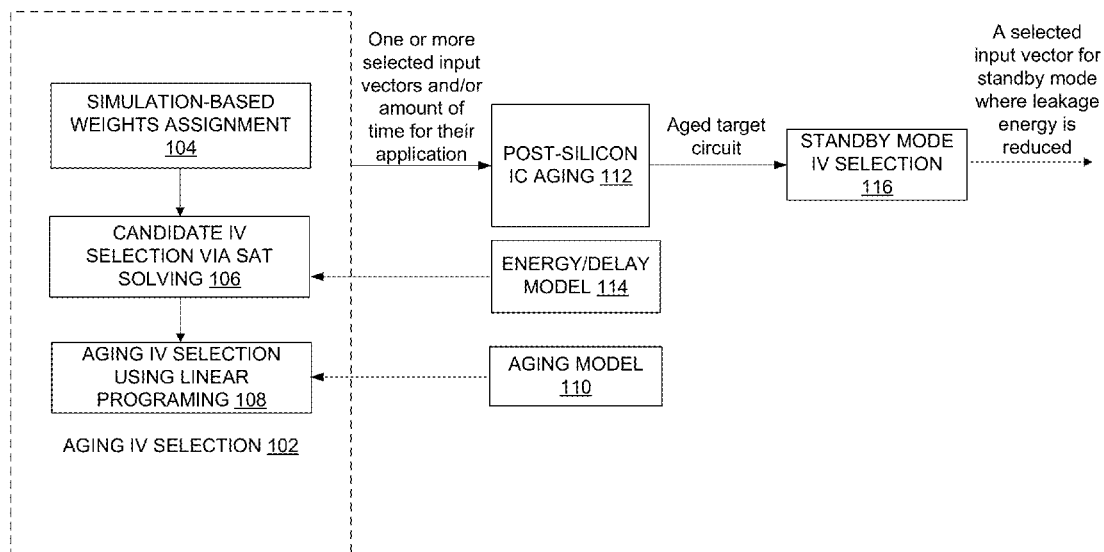 SIMULATION-BASED
WEIGHTS ASSIGNMENT
104
CANDIDATE IV
SELECTION VIA SAT
SOLVING 106
AGING IV SELECTION
USING LINEAR
PROGRAMING 108
AGING IV SELECTION 102
One or more
selected input
vectors and/or
amount of
time for their
application
POST-SILICON
IC AGING 112
ENERGY/DELAY
MODEL 114
AGING MODEL
110
Aged target
circuit
STANDBY MODE
IV SELECTION
116
A selected
input vector for
standby mode
where leakage
energy is
reduced